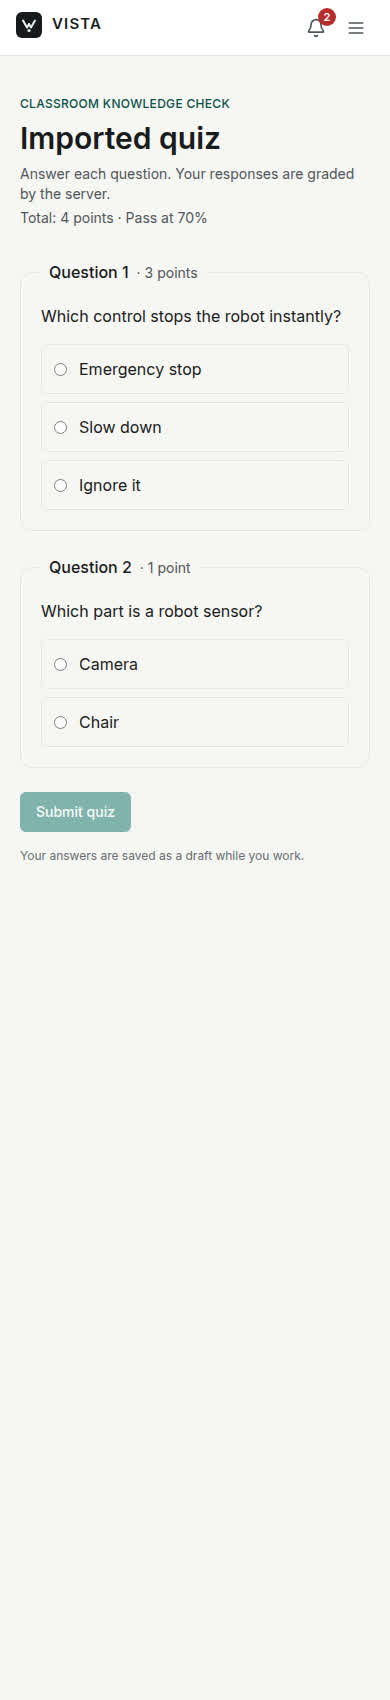 VISTA
2
CLASSROOM KNOWLEDGE CHECK
Imported quiz
Answer each question. Your responses are graded
by the server.
Total: 4 points · Pass at 70%
Question 1 · 3 points
Which control stops the robot instantly?
Emergency stop
Slow down
Ignore it
Question 2 · 1 point
Which part is a robot sensor?
Camera
Chair
Submit quiz
Your answers are saved as a draft while you work.